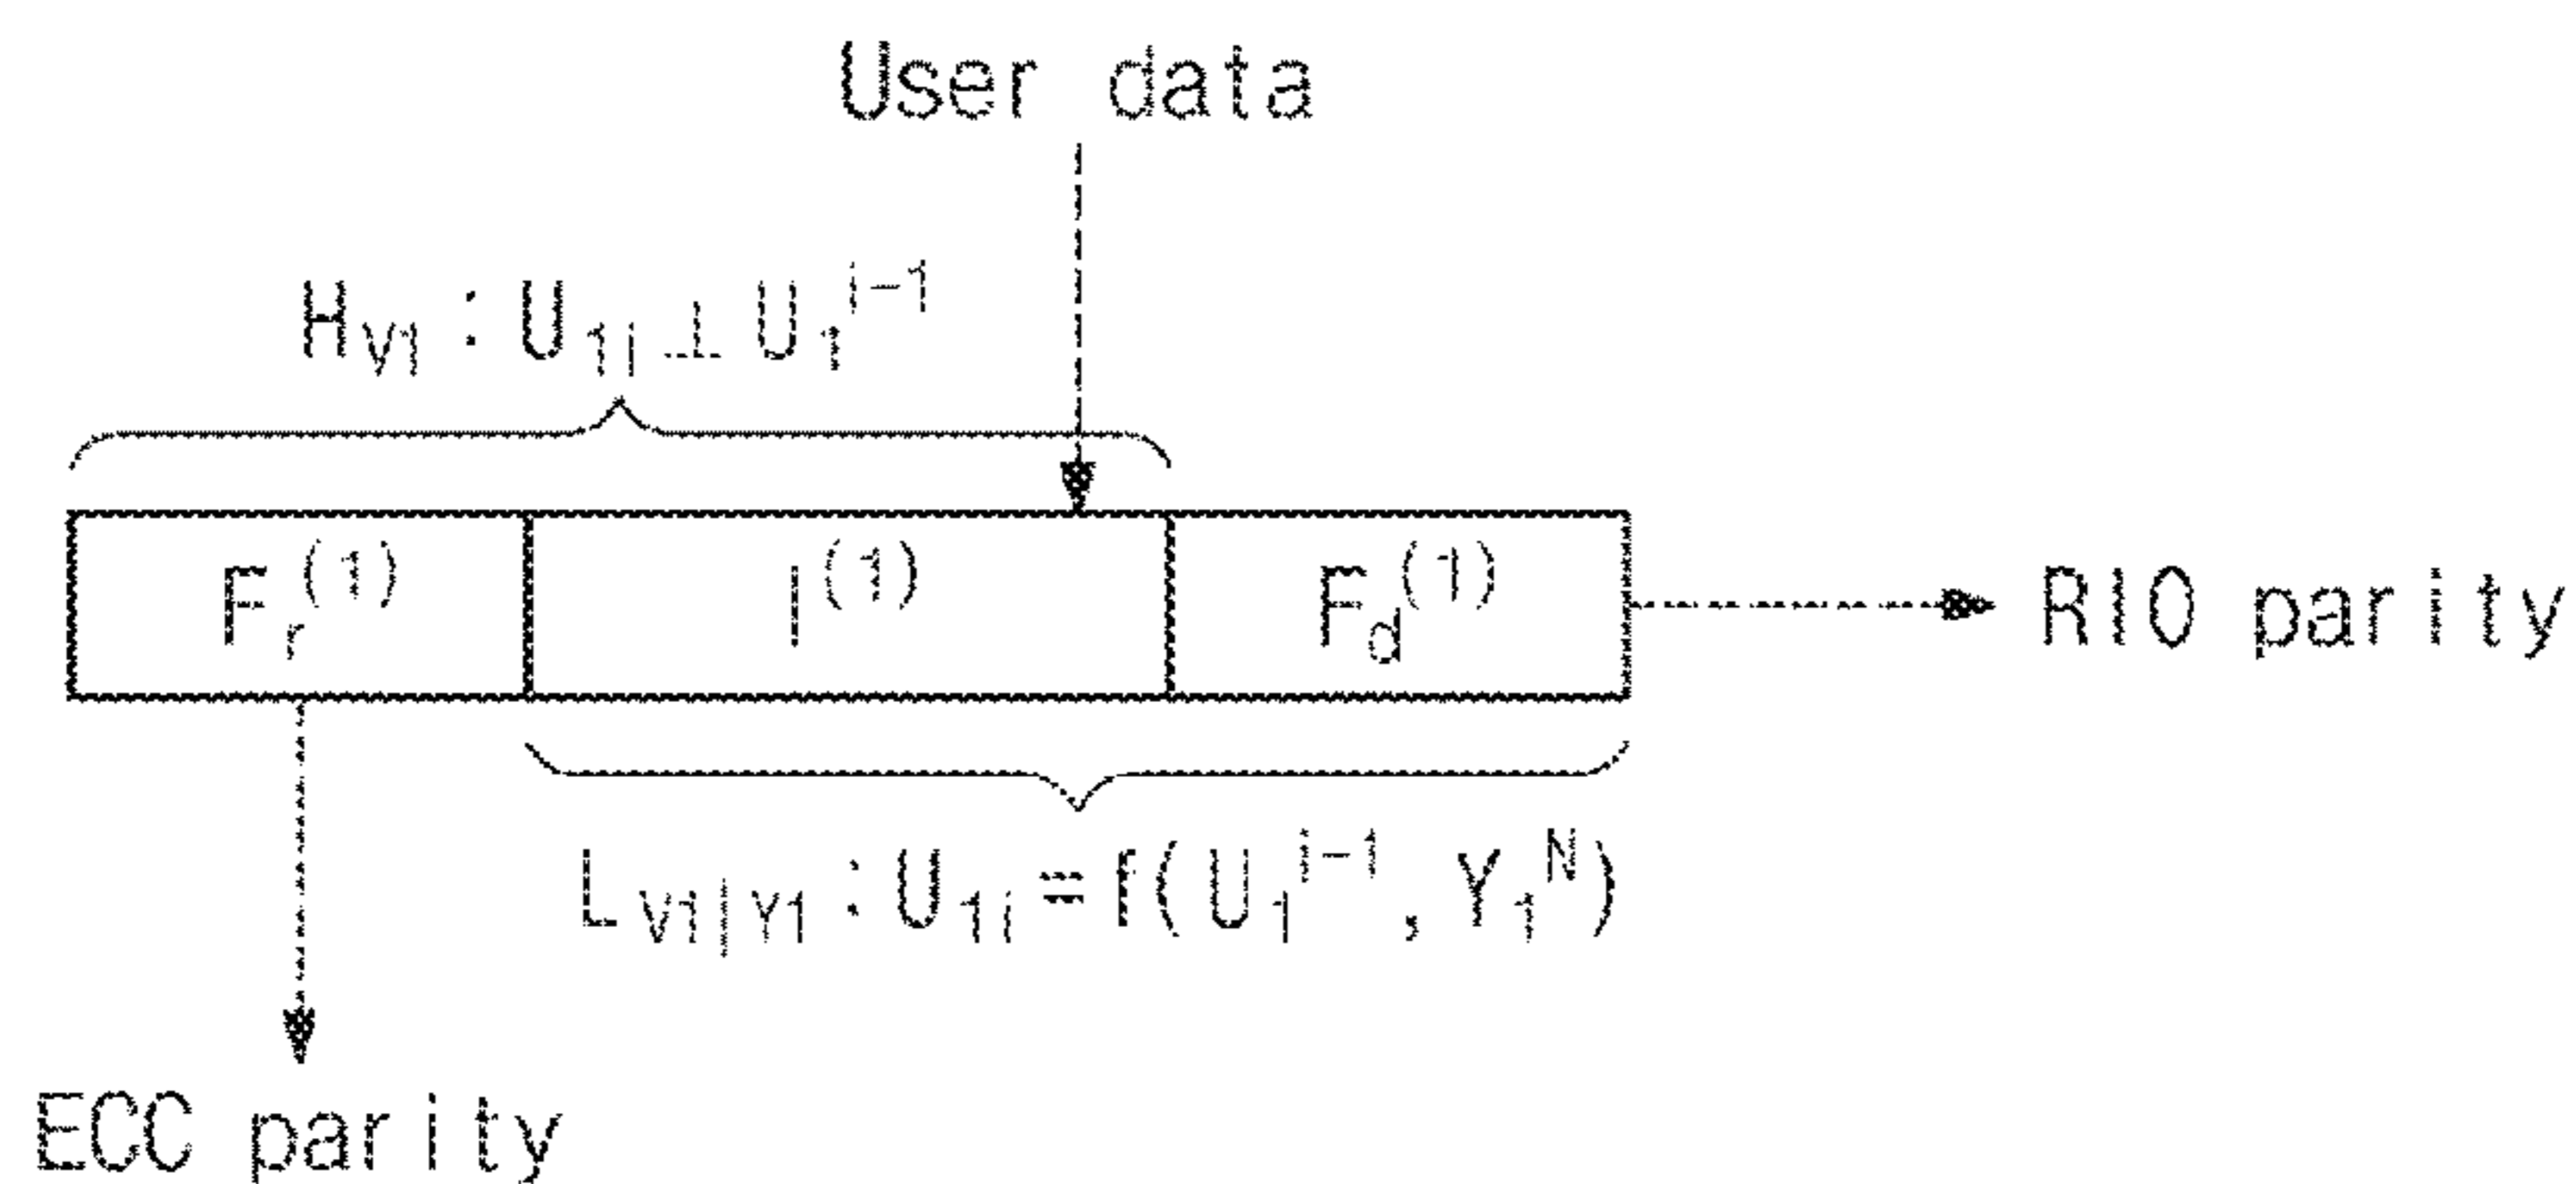 User data
H_{V1} : U_{1i} ⊥ U_1^{i-1}
F_r^{(1)} I^{(1)} F_d^{(1)} RIO parity
L_{V1|Y1} : U_{1i} = f( U_1^{i-1}, Y_1^N )
ECC parity